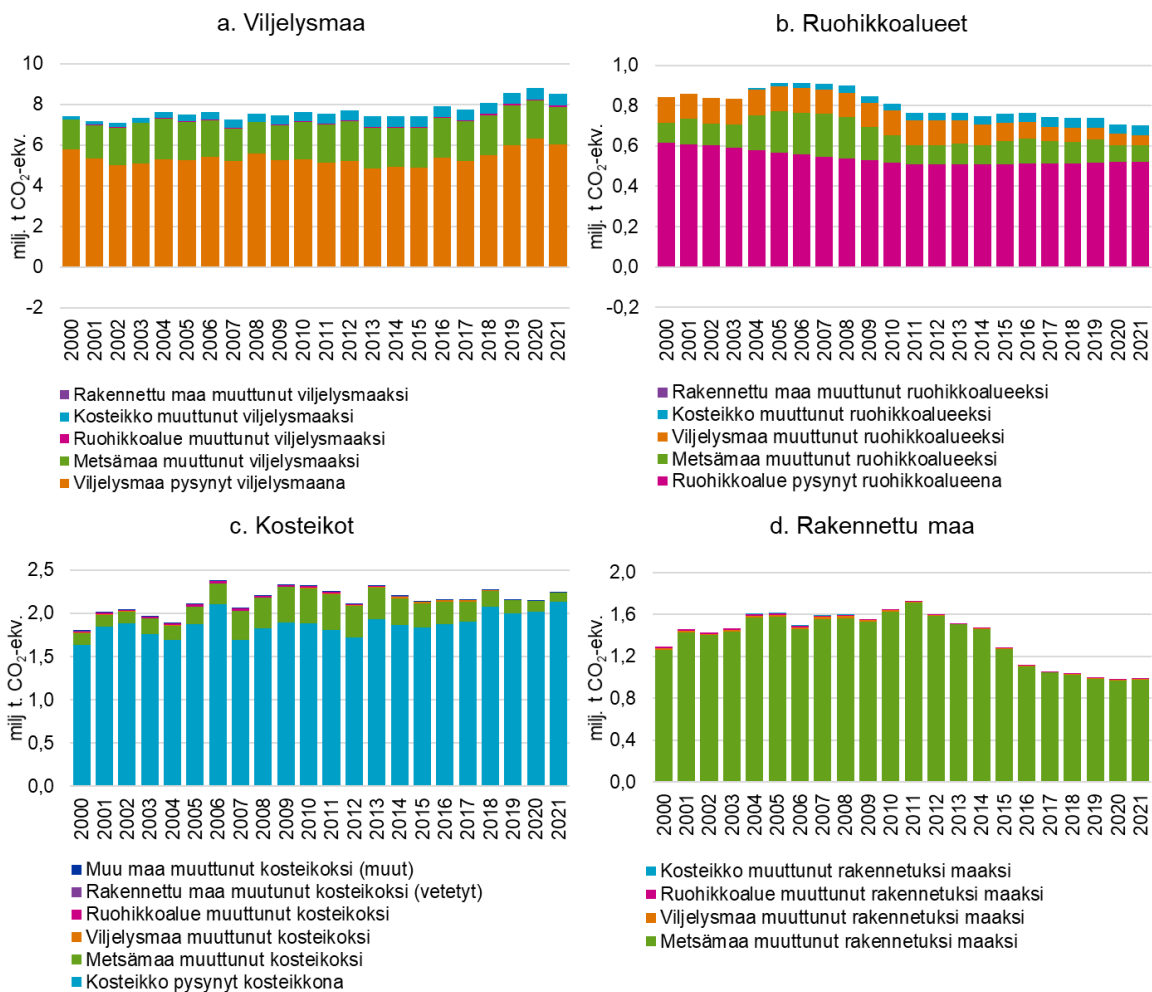 a. Viljelysmaa
milj. t CO₂-ekv.
10
8
6
4
2
0
-2
2000 2001 2002 2003 2004 2005 2006 2007 2008 2009 2010 2011 2012 2013 2014 2015 2016 2017 2018 2019 2020 2021
Rakennettu maa muuttunut viljelysmaaksi
Kosteikko muuttunut viljelysmaaksi
Ruohikkoalue muuttunut viljelysmaaksi
Metsämaa muuttunut viljelysmaaksi
Viljelysmaa pysynyt viljelysmaana
b. Ruohikkoalueet
milj. t CO₂-ekv.
1,0
0,8
0,6
0,4
0,2
0,0
-0,2
2000 2001 2002 2003 2004 2005 2006 2007 2008 2009 2010 2011 2012 2013 2014 2015 2016 2017 2018 2019 2020 2021
Rakennettu maa muuttunut ruohikkoalueeksi
Kosteikko muuttunut ruohikkoalueeksi
Viljelysmaa muuttunut ruohikkoalueeksi
Metsämaa muuttunut ruohikkoalueeksi
Ruohikkoalue pysynyt ruohikkoalueena
c. Kosteikot
milj t. CO₂-ekv.
2,5
2,0
1,5
1,0
0,5
0,0
2000 2001 2002 2003 2004 2005 2006 2007 2008 2009 2010 2011 2012 2013 2014 2015 2016 2017 2018 2019 2020 2021
Muu maa muuttunut kosteikoksi (muut)
Rakennettu maa muutunut kosteikoksi (vetetyt)
Ruohikkoalue muuttunut kosteikoksi
Viljelysmaa muuttunut kosteikoksi
Metsämaa muuttunut kosteikoksi
Kosteikko pysynyt kosteikkona
d. Rakennettu maa
milj. t CO₂-ekv.
2,0
1,6
1,2
0,8
0,4
0,0
2000 2001 2002 2003 2004 2005 2006 2007 2008 2009 2010 2011 2012 2013 2014 2015 2016 2017 2018 2019 2020 2021
Kosteikko muuttunut rakennetuksi maaksi
Ruohikkoalue muuttunut rakennetuksi maaksi
Viljelysmaa muuttunut rakennetuksi maaksi
Metsämaa muuttunut rakennetuksi maaksi